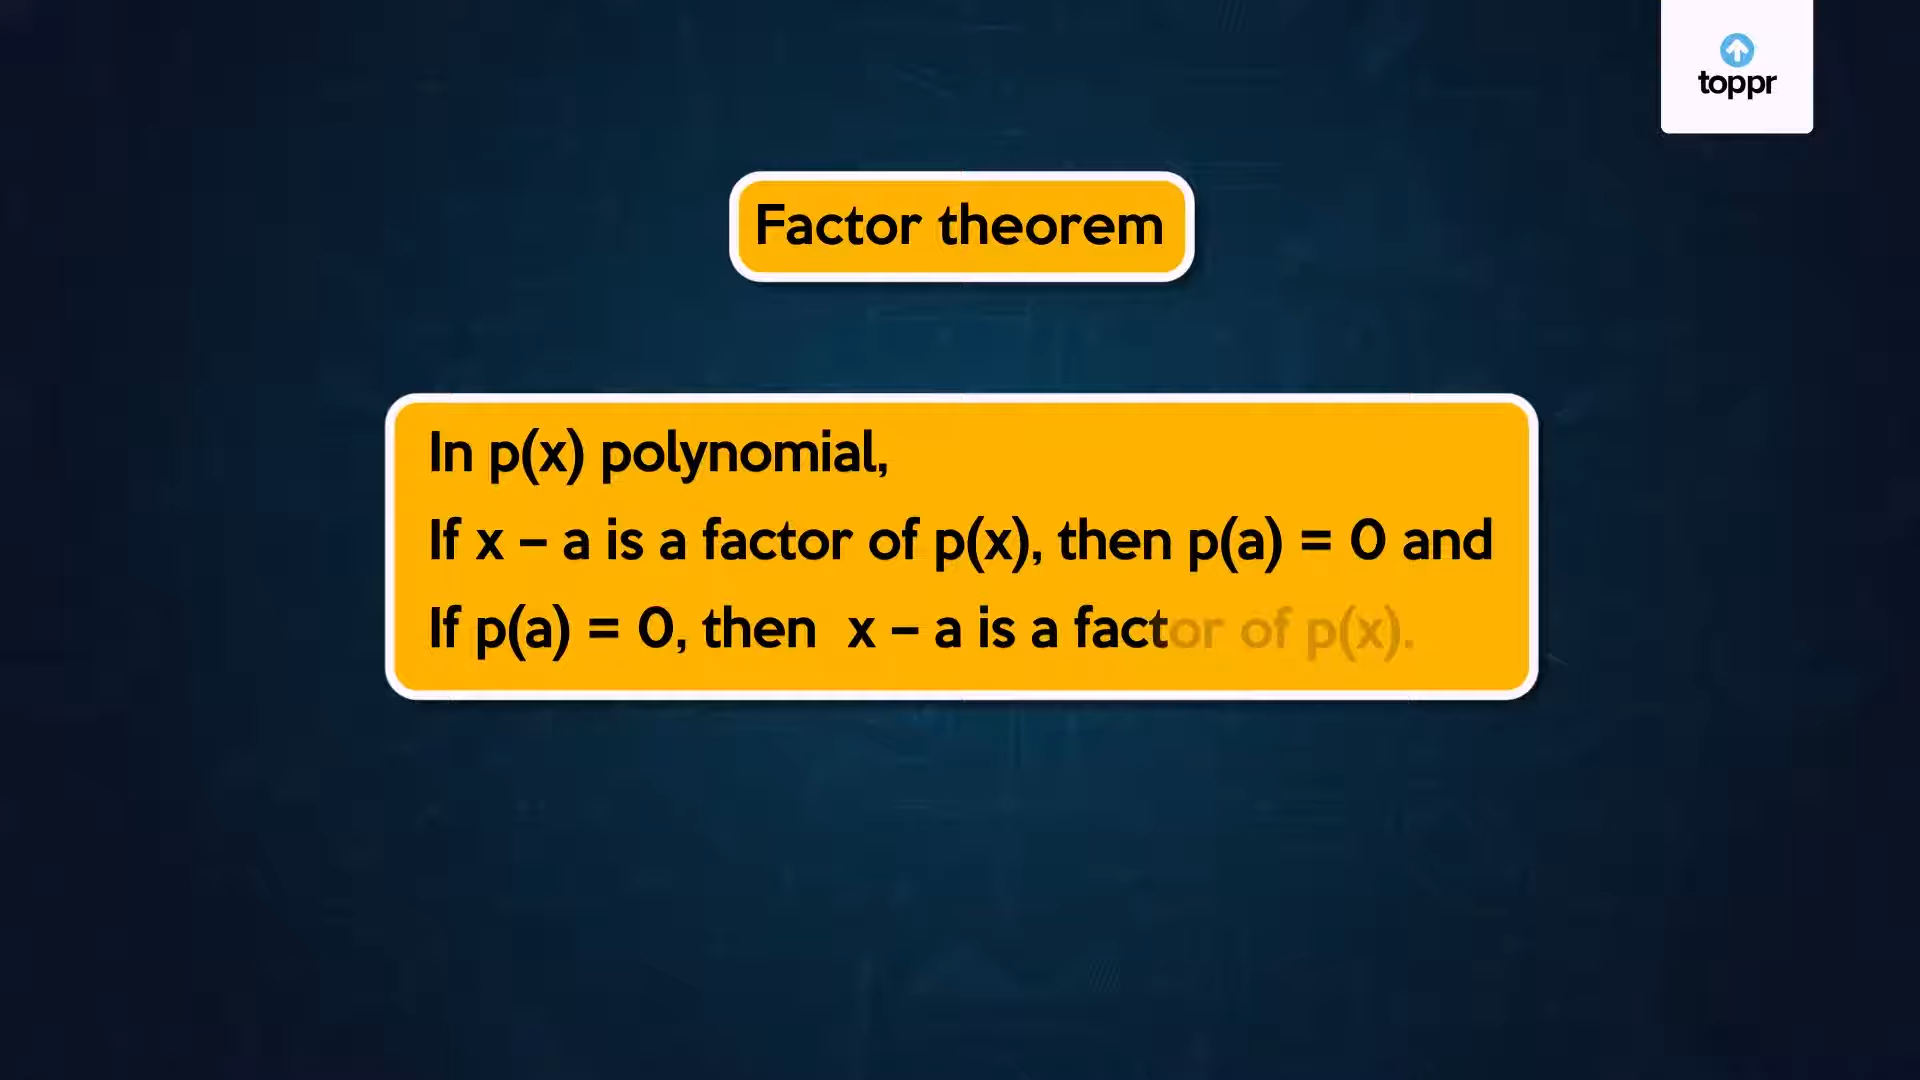 toppr
Factor theorem
In p(x) polynomial,
If x – a is a factor of p(x), then p(a) = 0 and
If p(a) = 0, then x – a is a factor of p(x).